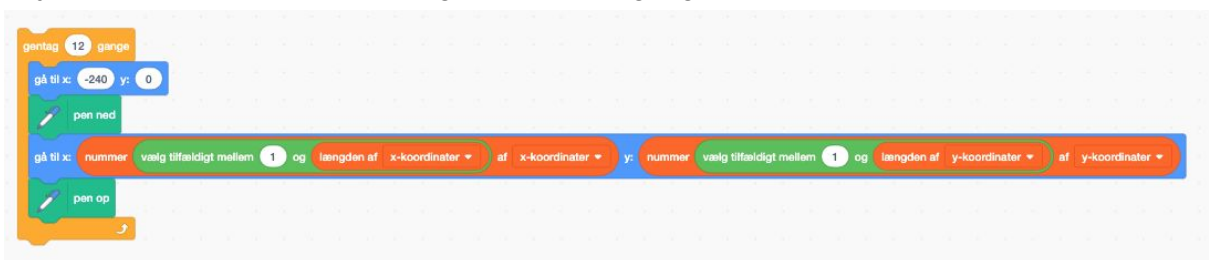 gentag 12 gange
gå til x: -240 y: 0
pen ned
gå til x: nummer vælg tilfældigt mellem 1 og længden af x-koordinater af x-koordinater y: nummer vælg tilfældigt mellem 1 og længden af y-koordinater af y-koordinater
pen op